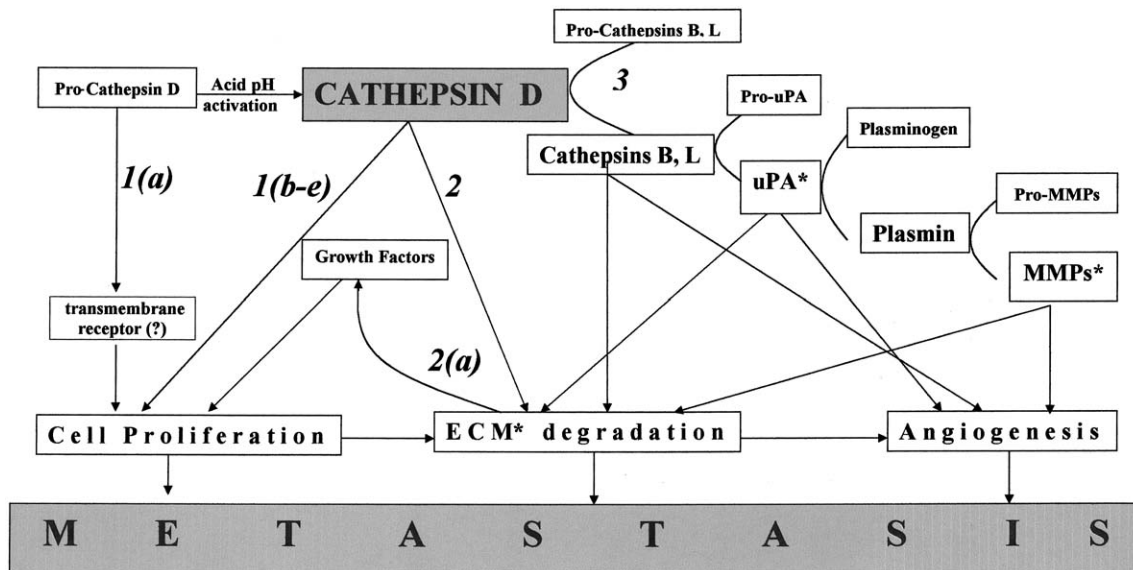 Pro-Cathepsins B, L
Pro-Cathepsin D
Acid pH
activation
CATHEPSIN D
3
Pro-uPA
Plasminogen
Cathepsins B, L
uPA*
1(a)
1(b-e)
2
Pro-MMPs
Plasmin
Growth Factors
MMPs*
transmembrane
receptor (?)
2(a)
Cell Proliferation
ECM* degradation
Angiogenesis
METASTASIS